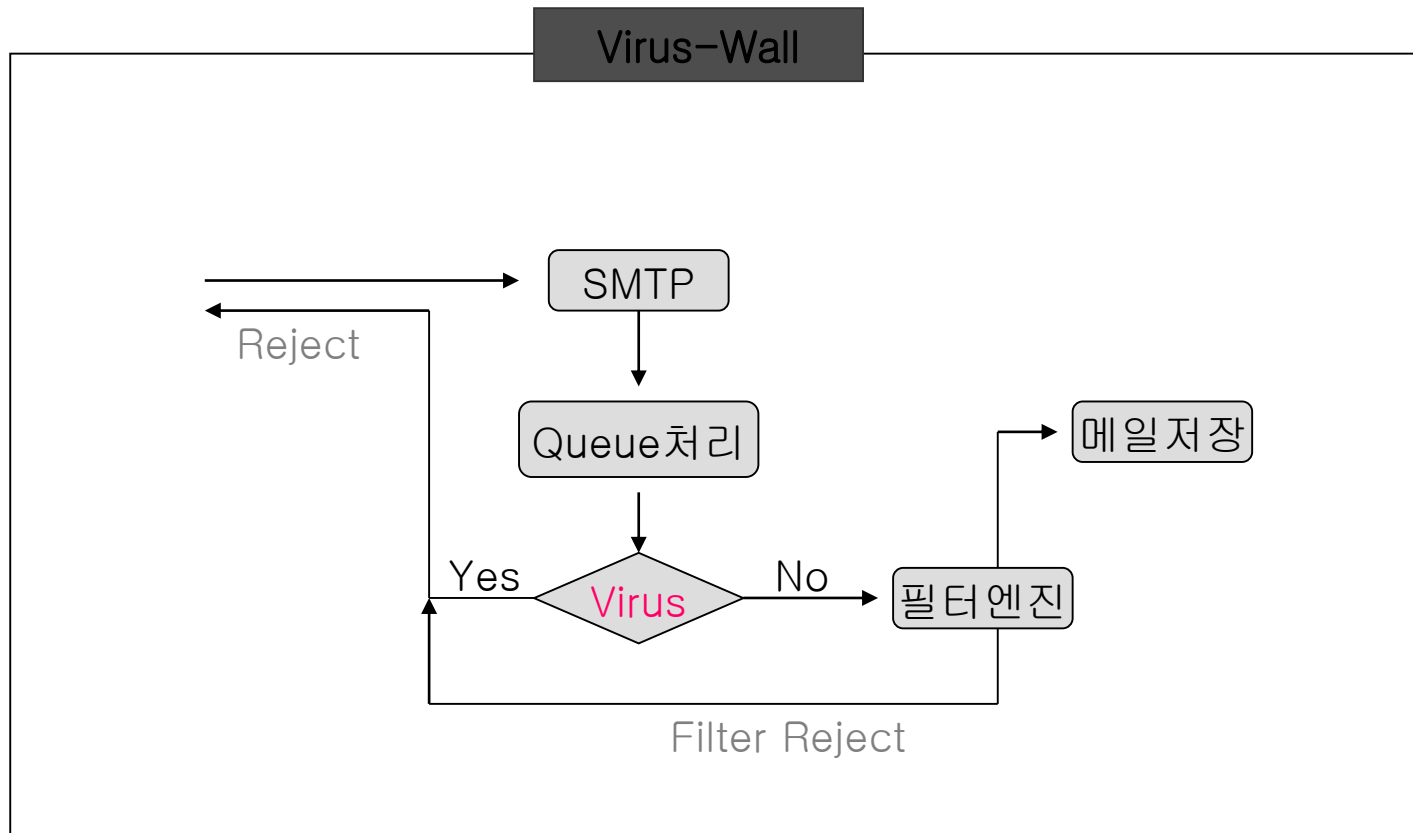 Virus-Wall
SMTP
Reject
Queue처리
메일저장
Yes
Virus
No
필터엔진
Filter Reject